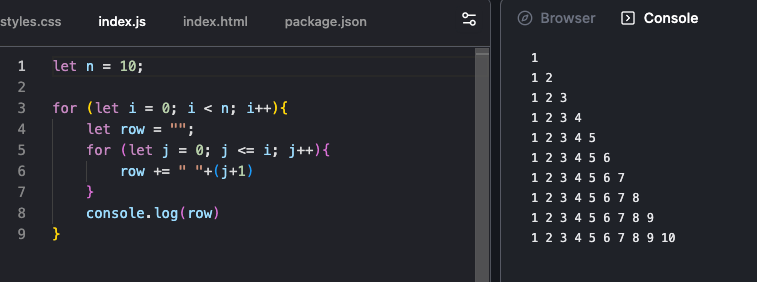 styles.css index.js index.html package.json
1 let n = 10;
2
3 for (let i = 0; i < n; i++){
4     let row = "";
5     for (let j = 0; j <= i; j++){
6         row += " "+(j+1)
7     }
8     console.log(row)
9 }
Browser Console
1
1 2
1 2 3
1 2 3 4
1 2 3 4 5
1 2 3 4 5 6
1 2 3 4 5 6 7
1 2 3 4 5 6 7 8
1 2 3 4 5 6 7 8 9
1 2 3 4 5 6 7 8 9 10